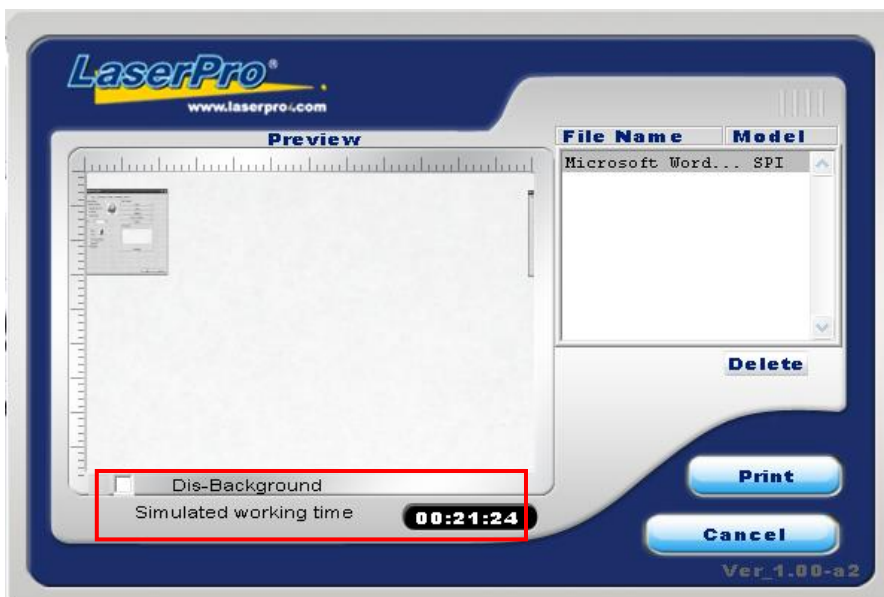 LaserPro®
www.laserpro4.com
Preview
File Name Model
Microsoft Word... SPI
Delete
Dis-Background
Simulated working time 00:21:24
Print
Cancel
Ver_1.00-a2